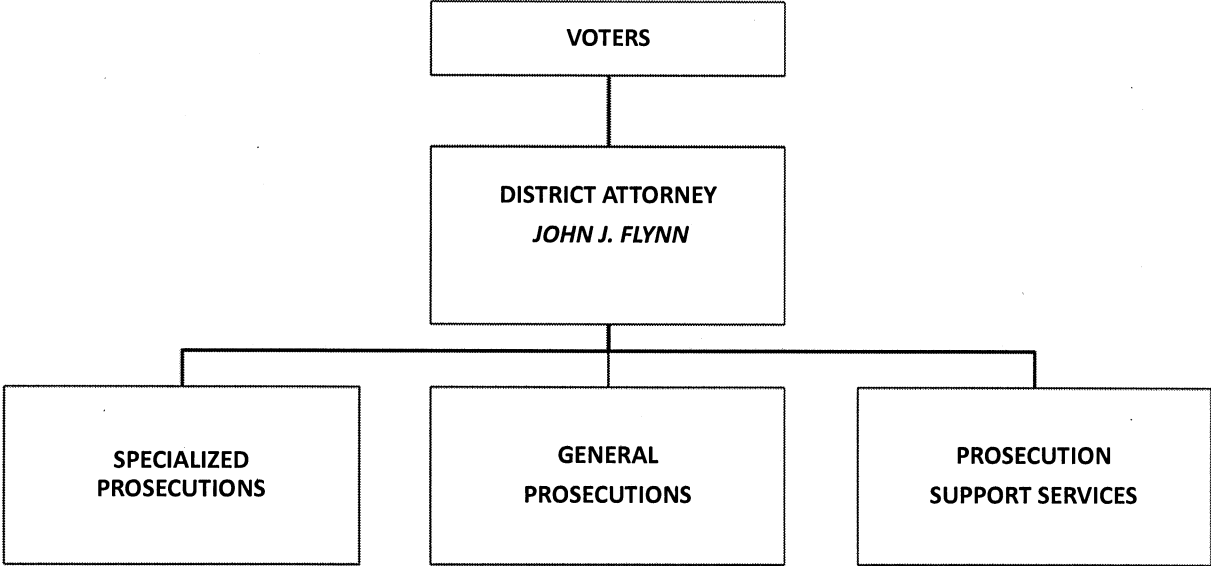 VOTERS
DISTRICT ATTORNEY
JOHN J. FLYNN
SPECIALIZED
PROSECUTIONS
GENERAL
PROSECUTIONS
PROSECUTION
SUPPORT SERVICES